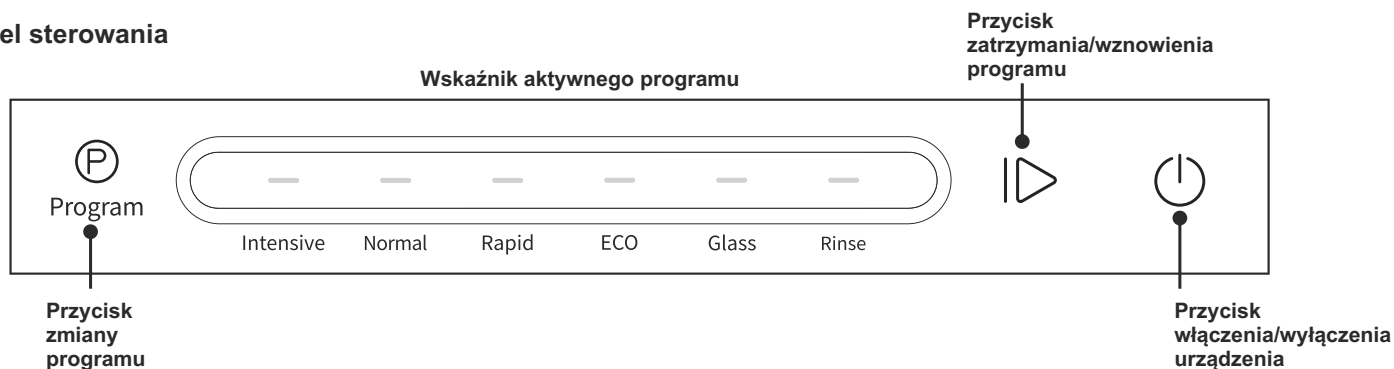 el sterowania
Przycisk
zatrzymania/wznowienia
programu
Wskaźnik aktywnego programu
P
Program
Intensive Normal Rapid ECO Glass Rinse
Przycisk
zmiany
programu
Przycisk
włączenia/wyłączenia
urządzenia